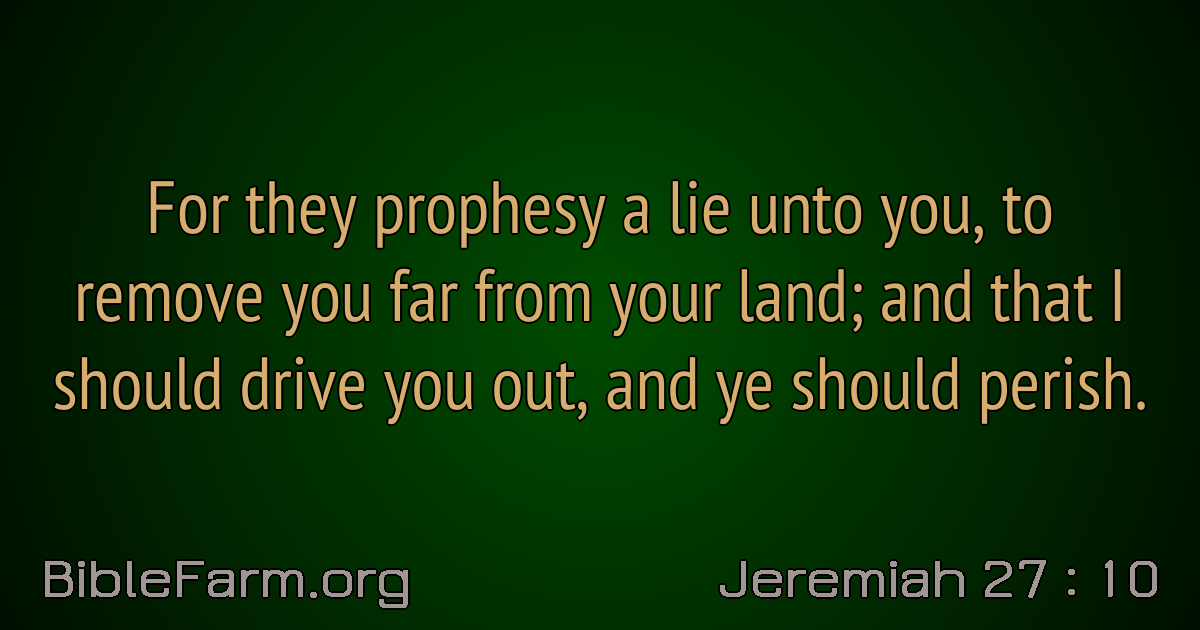 For they prophesy a lie unto you, to
remove you far from your land; and that I
should drive you out, and ye should perish.
BibleFarm.org
Jeremiah 27 : 10